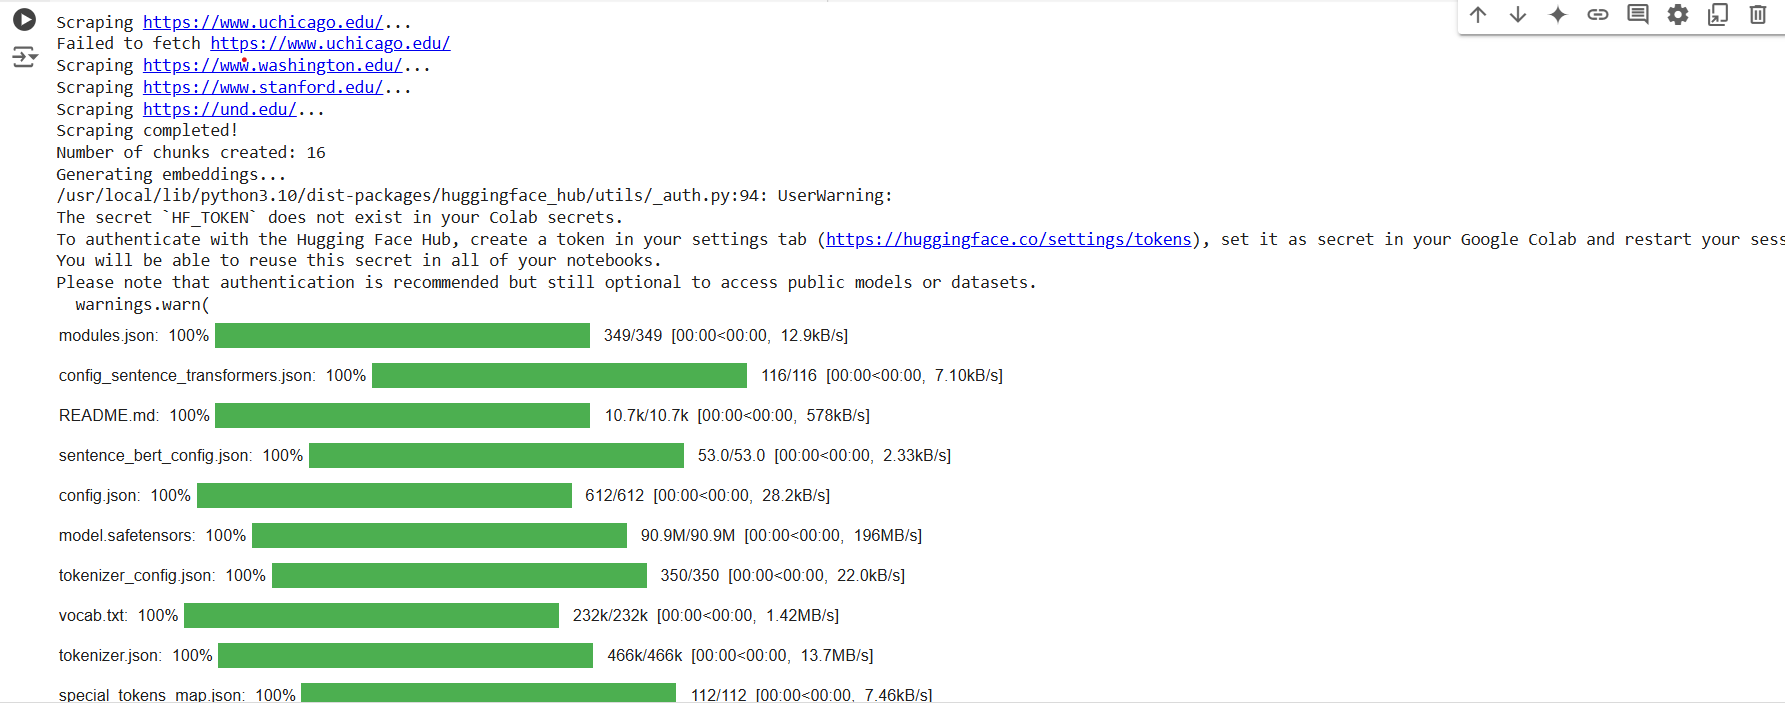 Scraping https://www.uchicago.edu/...
Failed to fetch https://www.uchicago.edu/
Scraping https://www.washington.edu/...
Scraping https://www.stanford.edu/...
Scraping https://und.edu/...
Scraping completed!
Number of chunks created: 16
Generating embeddings...
/usr/local/lib/python3.10/dist-packages/huggingface_hub/utils/_auth.py:94: UserWarning:
The secret `HF_TOKEN` does not exist in your Colab secrets.
To authenticate with the Hugging Face Hub, create a token in your settings tab (https://huggingface.co/settings/tokens), set it as secret in your Google Colab and restart your sess
You will be able to reuse this secret in all of your notebooks.
Please note that authentication is recommended but still optional to access public models or datasets.
  warnings.warn(
modules.json: 100% 349/349 [00:00<00:00, 12.9kB/s]
config_sentence_transformers.json: 100% 116/116 [00:00<00:00, 7.10kB/s]
README.md: 100% 10.7k/10.7k [00:00<00:00, 578kB/s]
sentence_bert_config.json: 100% 53.0/53.0 [00:00<00:00, 2.33kB/s]
config.json: 100% 612/612 [00:00<00:00, 28.2kB/s]
model.safetensors: 100% 90.9M/90.9M [00:00<00:00, 196MB/s]
tokenizer_config.json: 100% 350/350 [00:00<00:00, 22.0kB/s]
vocab.txt: 100% 232k/232k [00:00<00:00, 1.42MB/s]
tokenizer.json: 100% 466k/466k [00:00<00:00, 13.7MB/s]
special_tokens_map.json: 100% 112/112 [00:00<00:00, 7.46kB/s]